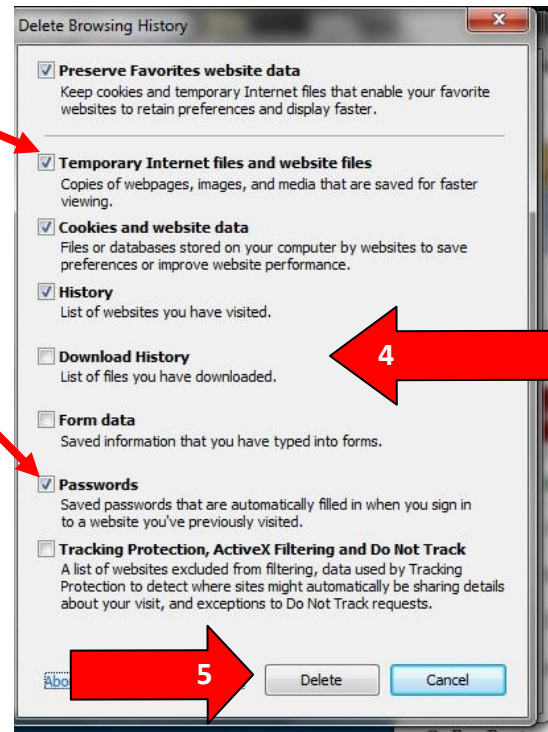 Delete Browsing History
x
Preserve Favorites website data
Keep cookies and temporary Internet files that enable your favorite
websites to retain preferences and display faster.
Temporary Internet files and website files
Copies of webpages, images, and media that are saved for faster
viewing.
Cookies and website data
Files or databases stored on your computer by websites to save
preferences or improve website performance.
History
List of websites you have visited.
4
Download History
List of files you have downloaded.
Form data
Saved information that you have typed into forms.
Passwords
Saved passwords that are automatically filled in when you sign in
to a website you've previously visited.
Tracking Protection, ActiveX Filtering and Do Not Track
A list of websites excluded from filtering, data used by Tracking
Protection to detect where sites might automatically be sharing details
about your visit, and exceptions to Do Not Track requests.
5 Delete Cancel